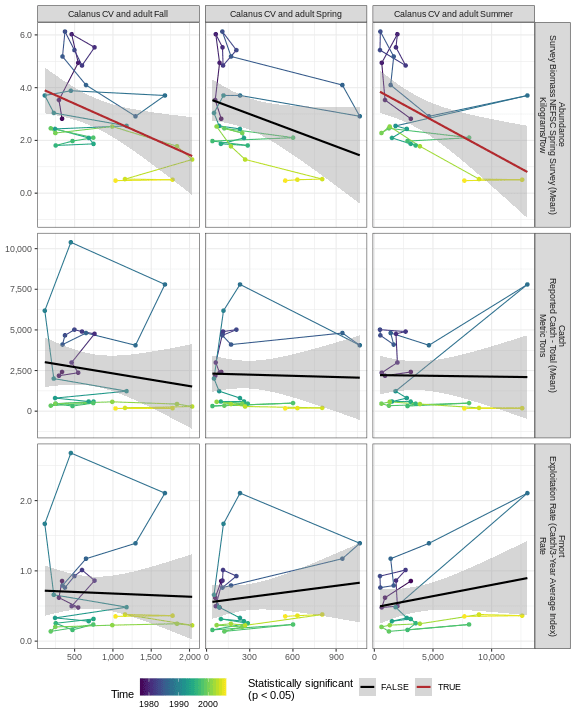 Calanus CV and adult Fall
Calanus CV and adult Spring
Calanus CV and adult Summer
6.0
4.0
2.0
0.0
Abundance
Survey Biomass NEFSC Spring Survey (Mean)
Kilograms/tow
10,000
7,500
5,000
2,500
0
Catch
Reported Catch - Total (Mean)
Metric Tons
2.0
1.0
0.0
Fmort
Exploitation Rate (Catch/3-Year Average Index)
Rate
500 1,000 1,500 2,000
0 300 600 900
0 5,000 10,000
Time
1980 1990 2000
Statistically significant
(p < 0.05)
FALSE
TRUE